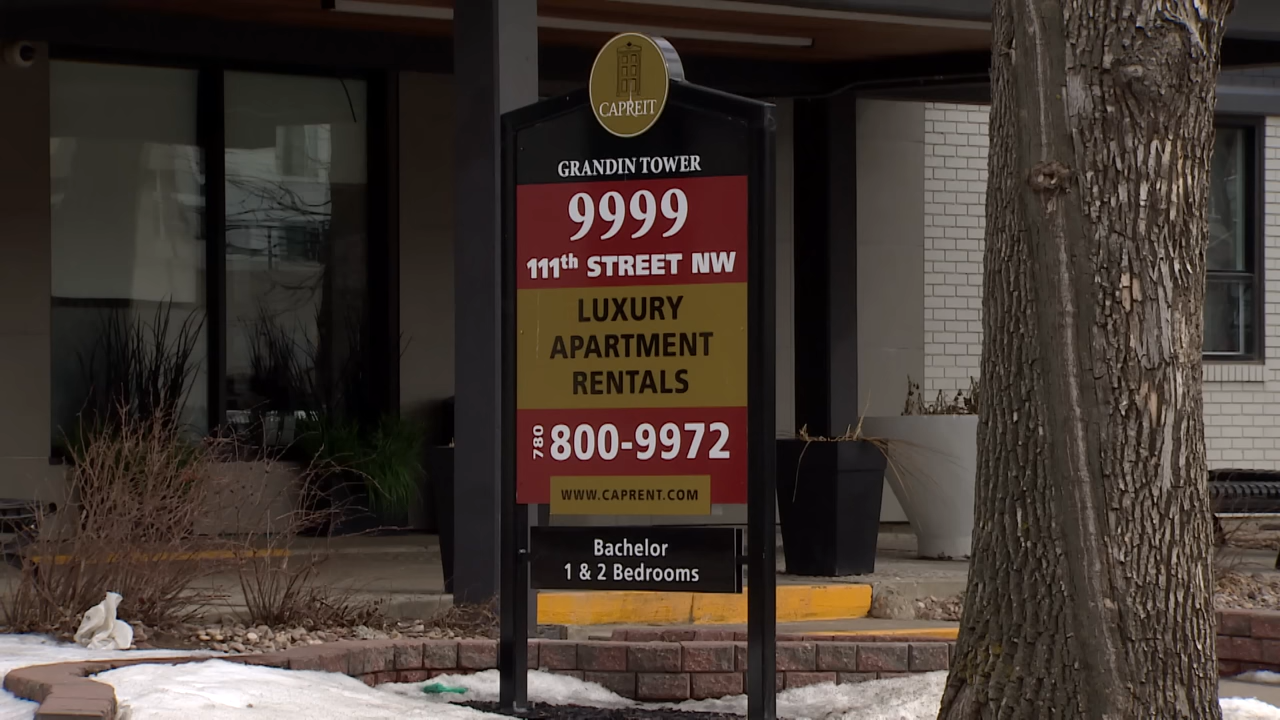 CAPREIT
GRANDIN TOWER
9999
111th STREET NW
LUXURY
APARTMENT
RENTALS
780 800-9972
WWW.CAPRENT.COM
Bachelor
1 & 2 Bedrooms